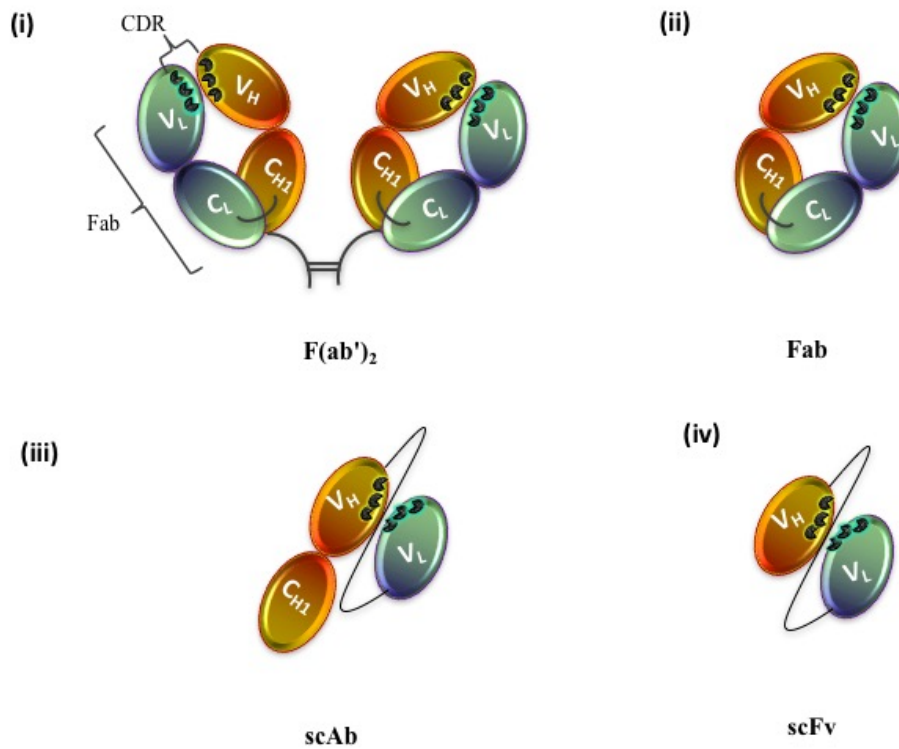 (i)
CDR
VL
VH
CH1
CL
Fab
VH
VL
CH1
CL
F(ab')2
(ii)
VH
VL
CH1
CL
Fab
(iii)
VH
VL
CH1
scAb
(iv)
VH
VL
scFv